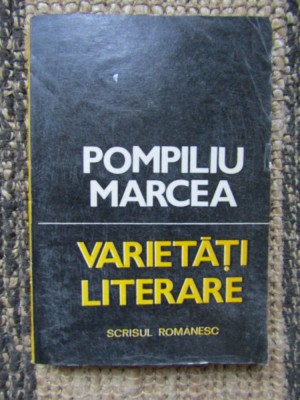 POMPILIU
MARCEA
VARIETĂȚI
LITERARE
SCRISUL ROMÂNESC